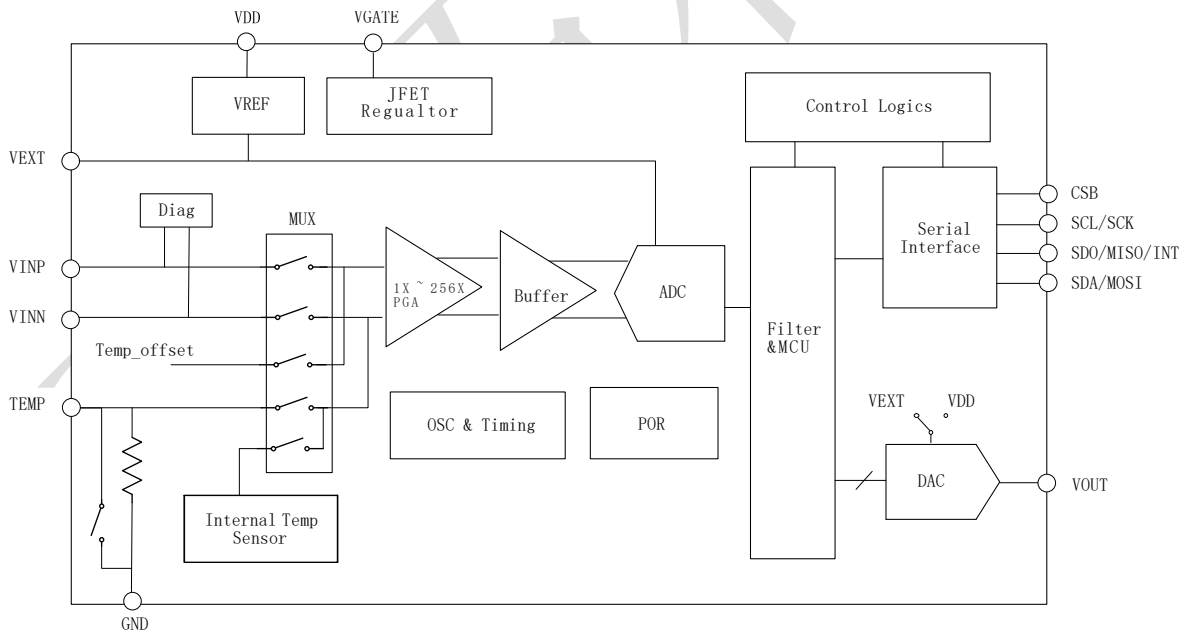 VDD
VGATE
VREF
JFET
Regualtor
Control Logics
VEXT
Diag
MUX
CSB
SCL/SCK
SDO/MISO/INT
SDA/MOSI
Serial
Interface
VINP
VINN
1X ~ 256X
PGA
Buffer
ADC
Filter
&MCU
Temp_offset
TEMP
OSC & Timing
POR
VEXT
VDD
DAC
VOUT
Internal Temp
Sensor
GND